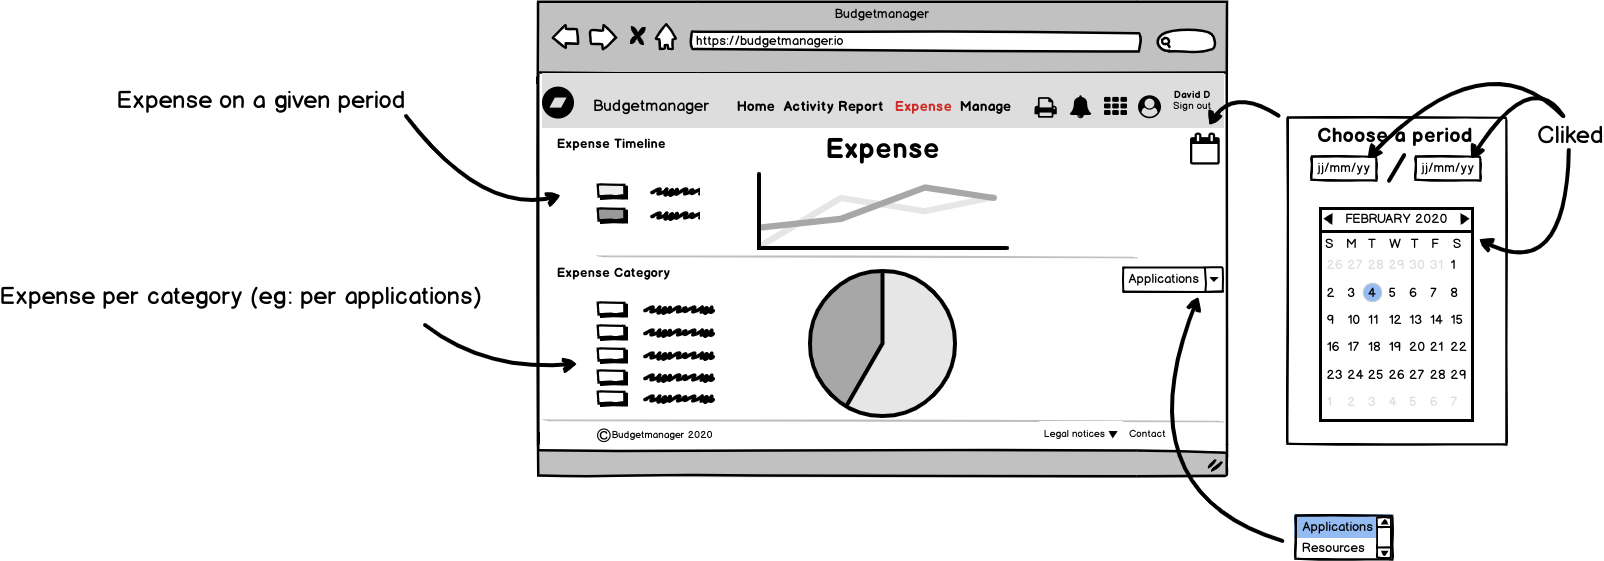 Budgetmanager
https://budgetmanager.io
Budgetmanager Home Activity Report Expense Manage
David D
Sign out
Expense on a given period
Expense Timeline
Expense
Choose a period
jj/mm/yy / jj/mm/yy
Cliked
FEBRUARY 2020
S M T W T F S
26 27 28 29 30 31 1
2 3 4 5 6 7 8
9 10 11 12 13 14 15
16 17 18 19 20 21 22
23 24 25 26 27 28 29
1 2 3 4 5 6 7
Expense per category (eg: per applications)
Expense Category
Applications
©Budgetmanager 2020
Legal notices Contact
Applications
Resources